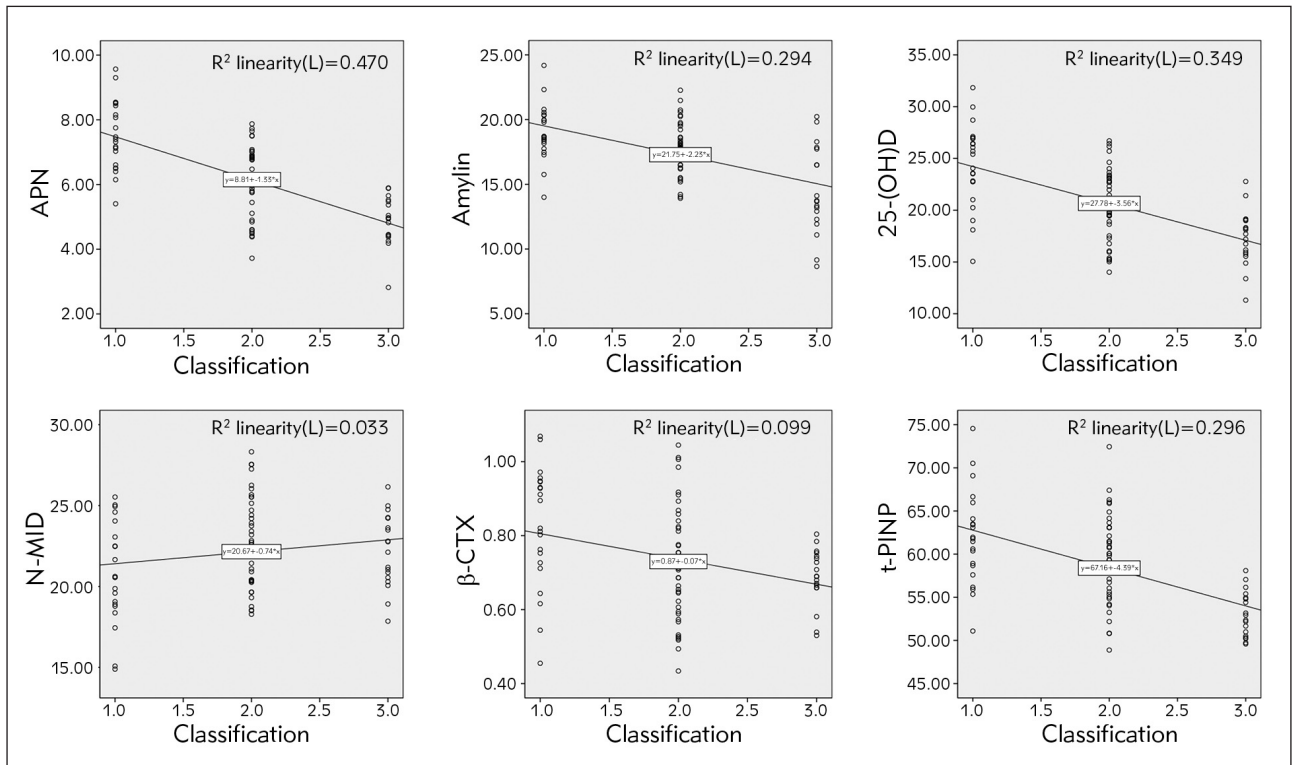 R² linearity(L)=0.470
APN
10.00
8.00
6.00
4.00
2.00
y=8.81+-1.33*x
1.0 1.5 2.0 2.5 3.0
Classification
R² linearity(L)=0.294
Amylin
25.00
20.00
15.00
10.00
5.00
y=21.75+-2.23*x
1.0 1.5 2.0 2.5 3.0
Classification
R² linearity(L)=0.349
25-(OH)D
35.00
30.00
25.00
20.00
15.00
10.00
y=27.78+-3.56*x
1.0 1.5 2.0 2.5 3.0
Classification
R² linearity(L)=0.033
N-MID
30.00
25.00
20.00
15.00
y=20.67+-0.74*x
1.0 1.5 2.0 2.5 3.0
Classification
R² linearity(L)=0.099
β-CTX
1.00
0.80
0.60
0.40
y=0.87+-0.07*x
1.0 1.5 2.0 2.5 3.0
Classification
R² linearity(L)=0.296
t-PINP
75.00
70.00
65.00
60.00
55.00
50.00
45.00
y=67.16+-4.39*x
1.0 1.5 2.0 2.5 3.0
Classification